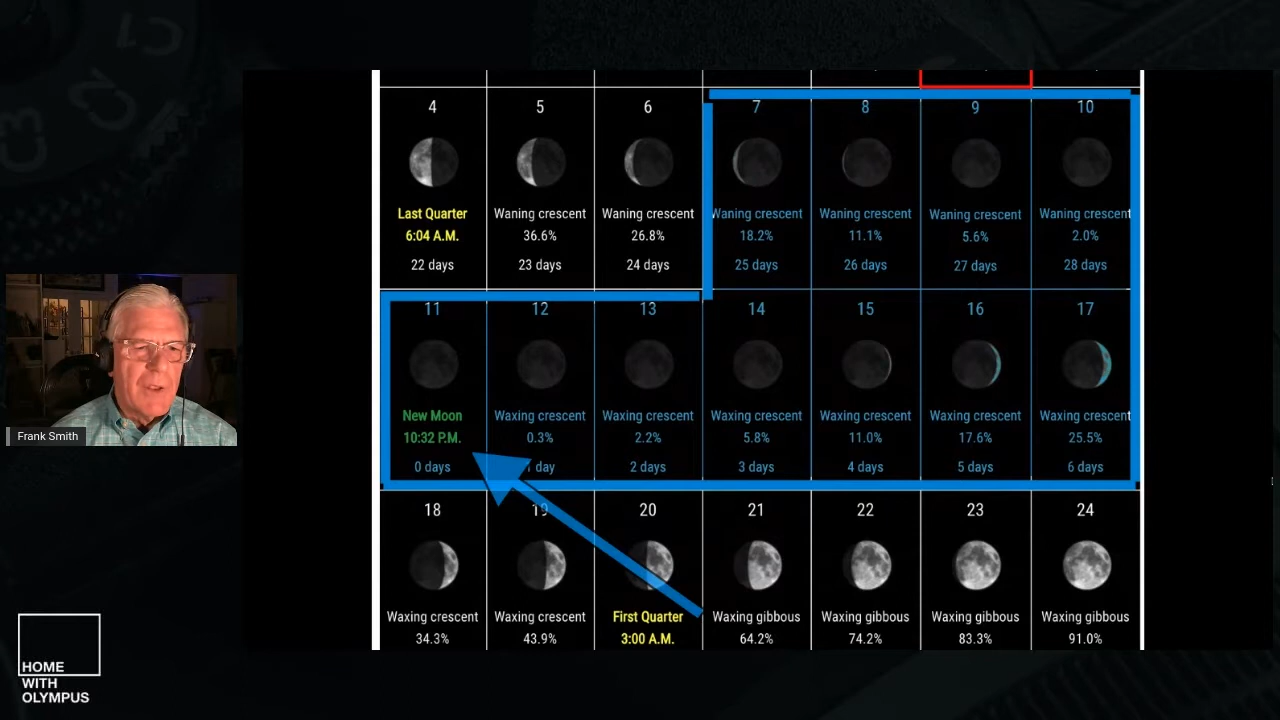 C1
C2
C3
4
5
6
7
8
9
10
Last Quarter
Waning crescent
Waning crescent
Waning crescent
Waning crescent
Waning crescent
Waning crescent
6:04 A.M.
36.6%
26.8%
18.2%
11.1%
5.6%
2.0%
22 days
23 days
24 days
25 days
26 days
27 days
28 days
11
12
13
14
15
16
17
New Moon
Waxing crescent
Waxing crescent
Waxing crescent
Waxing crescent
Waxing crescent
Waxing crescent
10:32 P.M.
0.3%
2.2%
5.8%
11.0%
17.6%
25.5%
0 days
1 day
2 days
3 days
4 days
5 days
6 days
18
19
20
21
22
23
24
Waxing crescent
Waxing crescent
First Quarter
Waxing gibbous
Waxing gibbous
Waxing gibbous
Waxing gibbous
34.3%
43.9%
3:00 A.M.
64.2%
74.2%
83.3%
91.0%
Frank Smith
HOME
WITH
OLYMPUS